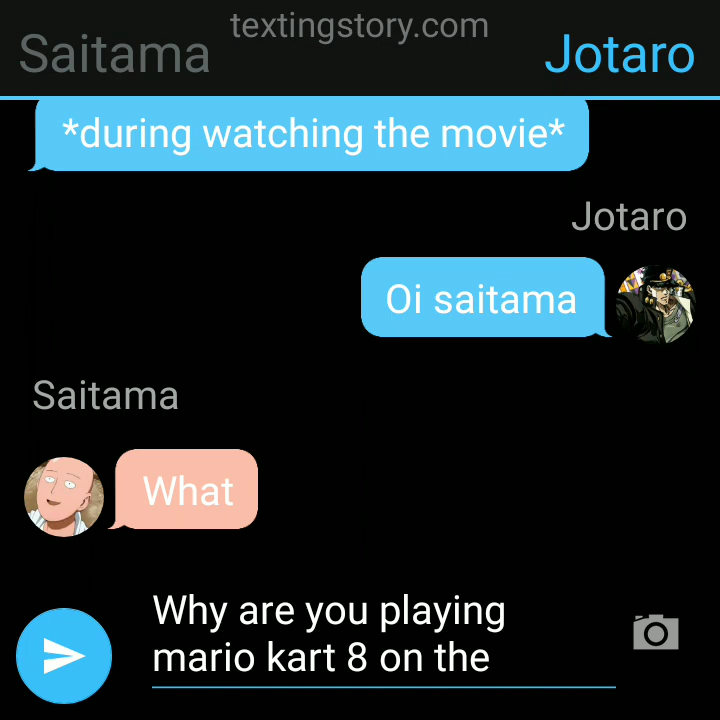 textingstory.com
Saitama
Jotaro
*during watching the movie*
Jotaro
Oi saitama
Saitama
What
Why are you playing
mario kart 8 on the